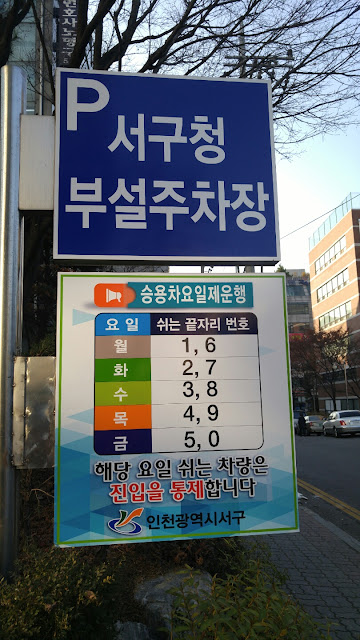 P
서구청
부설주차장
승용차요일제운행
요일 쉬는 끝자리 번호
월 1, 6
화 2, 7
수 3, 8
목 4, 9
금 5, 0
해당 요일 쉬는 차량은
진입을 통제합니다
인천광역시서구